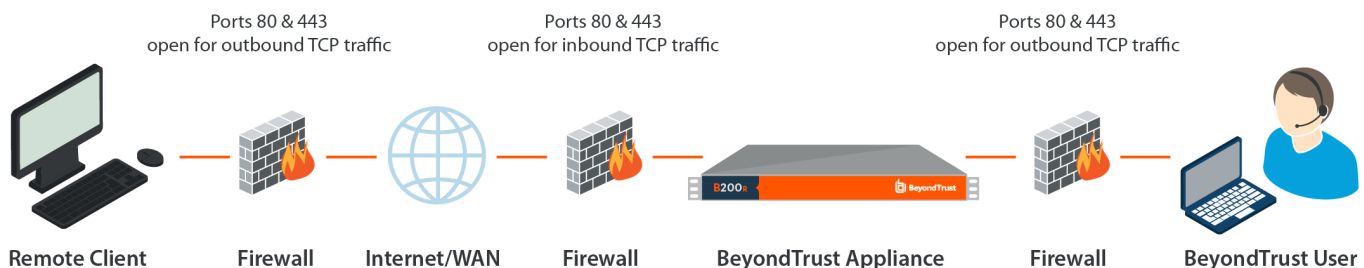 Ports 80 & 443
open for outbound TCP traffic
Ports 80 & 443
open for inbound TCP traffic
Ports 80 & 443
open for outbound TCP traffic
B200R
BeyondTrust
Remote Client
Firewall
Internet/WAN
Firewall
BeyondTrust Appliance
Firewall
BeyondTrust User